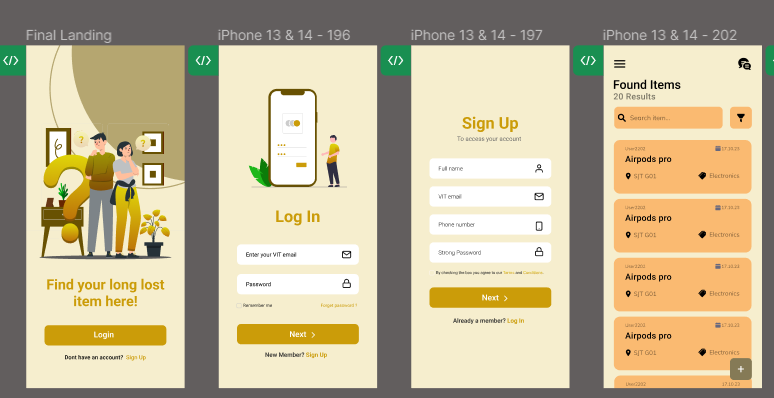 Final Landing
Find your long lost
item here!
Login
Dont have an account? Sign Up
iPhone 13 & 14 - 196
Log In
Enter your VIT email
Password
Remember me
Forgot password ?
Next >
New Member? Sign Up
iPhone 13 & 14 - 197
Sign Up
To access your account
Full name
VIT email
Phone number
Strong Password
By checking the box you agree to our Terms and Conditions.
Next >
Already a member? Log In
iPhone 13 & 14 - 202
Found Items
20 Results
Search item...
User2202 17.10.23
Airpods pro
SJT G01 Electronics
User2202 17.10.23
Airpods pro
SJT G01 Electronics
User2202 17.10.23
Airpods pro
SJT G01 Electronics
User2202 17.10.23
Airpods pro
SJT G01 Electronics
User2202 17.10.23